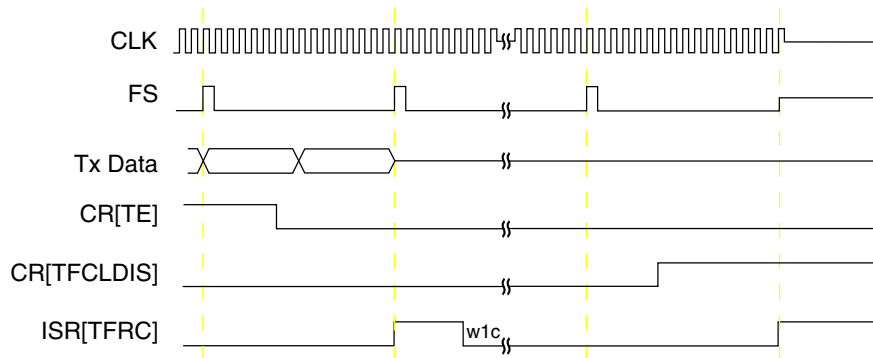 CLK
FS
Tx Data
CR[TE]
CR[TFCLDIS]
ISR[TFRC]
w1c